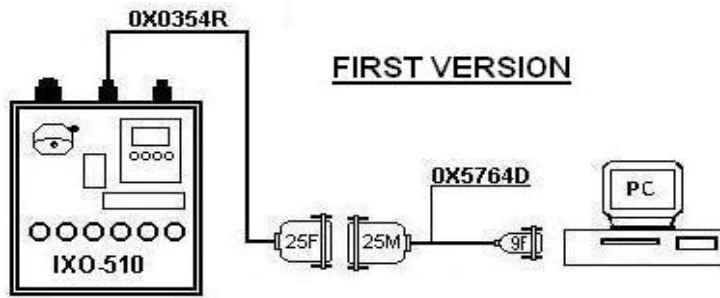 0X0354R
FIRST VERSION
0X5764D
PC
25F
25M
9F
IXO-510